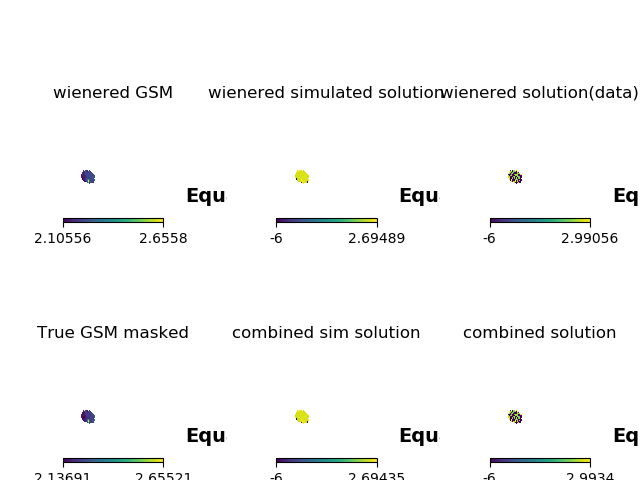 wienered GSM wienered simulated solution wienered solution(data)
Equ Equ Eq
2.10556 2.6558 -6 2.69489 -6 2.99056
True GSM masked combined sim solution combined solution
Equ Equ Eq
2.13691 2.65521 -6 2.69435 -6 2.9934